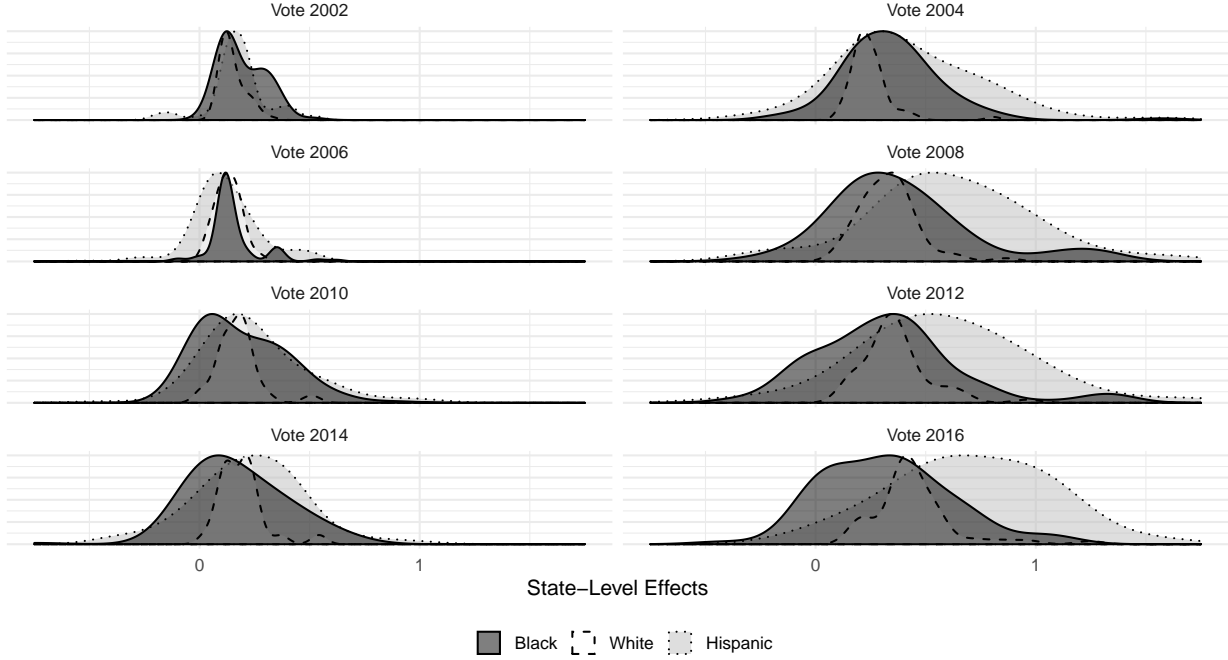 Vote 2002
Vote 2004
Vote 2006
Vote 2008
Vote 2010
Vote 2012
Vote 2014
Vote 2016
0 1 0 1
State−Level Effects
Black White Hispanic